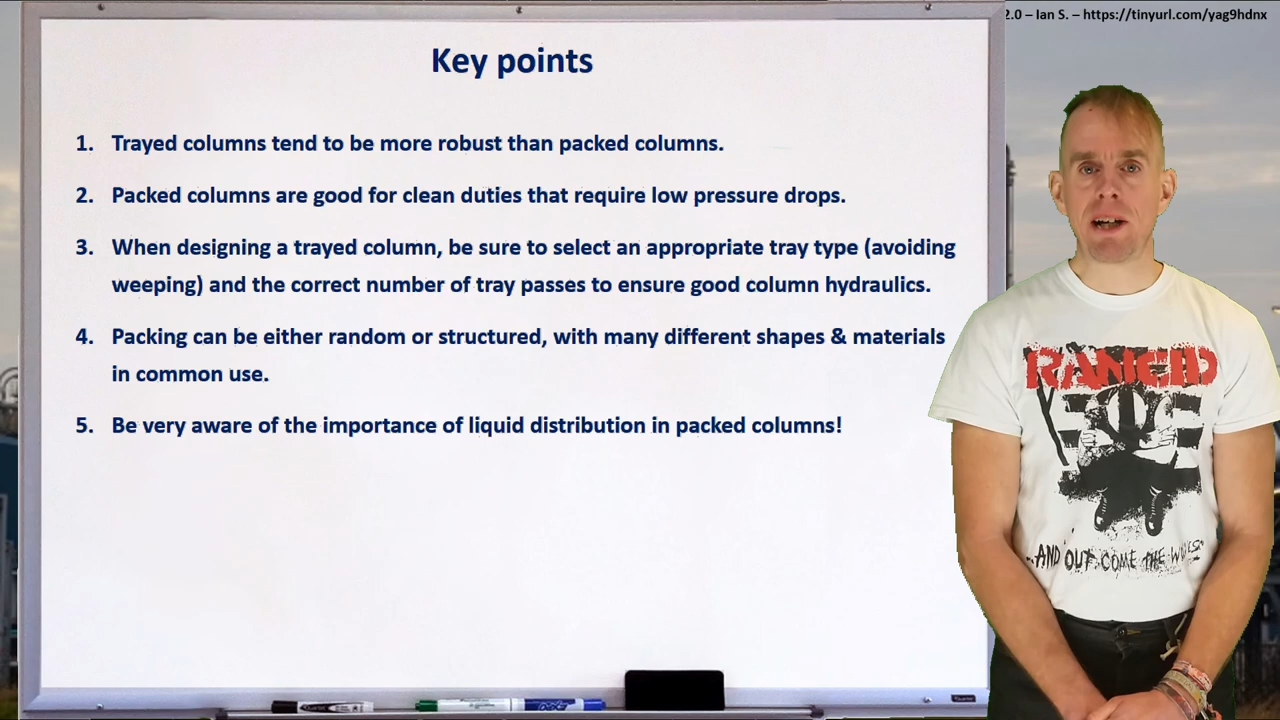 2.0 – Ian S. – https://tinyurl.com/yag9hdnx
Key points
1. Trayed columns tend to be more robust than packed columns.
2. Packed columns are good for clean duties that require low pressure drops.
3. When designing a trayed column, be sure to select an appropriate tray type (avoiding
weeping) and the correct number of tray passes to ensure good column hydraulics.
4. Packing can be either random or structured, with many different shapes & materials
in common use.
5. Be very aware of the importance of liquid distribution in packed columns!
RANCID
...AND OUT COME THE WOLVES